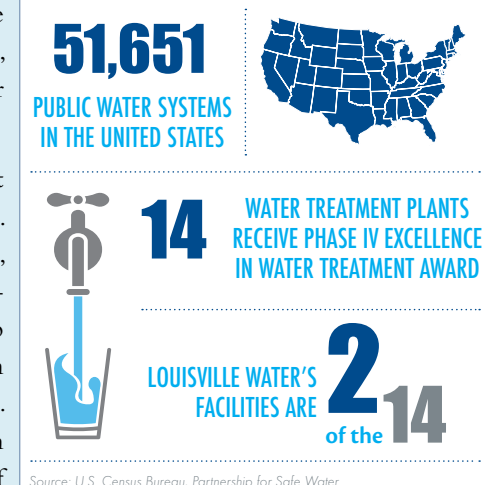 51,651
PUBLIC WATER SYSTEMS
IN THE UNITED STATES
14
WATER TREATMENT PLANTS
RECEIVE PHASE IV EXCELLENCE
IN WATER TREATMENT AWARD
LOUISVILLE WATER'S
FACILITIES ARE
2
of the 14
Source: U.S. Census Bureau, Partnership for Safe Water